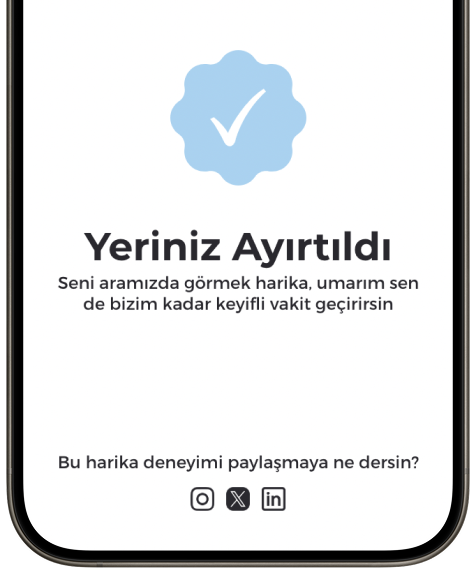 Yeriniz Ayırtıldı
Seni aramızda görmek harika, umarım sen
de bizim kadar keyifli vakit geçirirsin
Bu harika deneyimi paylaşmaya ne dersin?
in